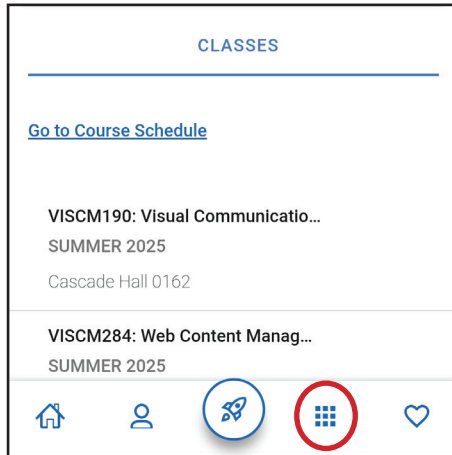 CLASSES
Go to Course Schedule
VISCM190: Visual Communicatio...
SUMMER 2025
Cascade Hall 0162
VISCM284: Web Content Manag...
SUMMER 2025